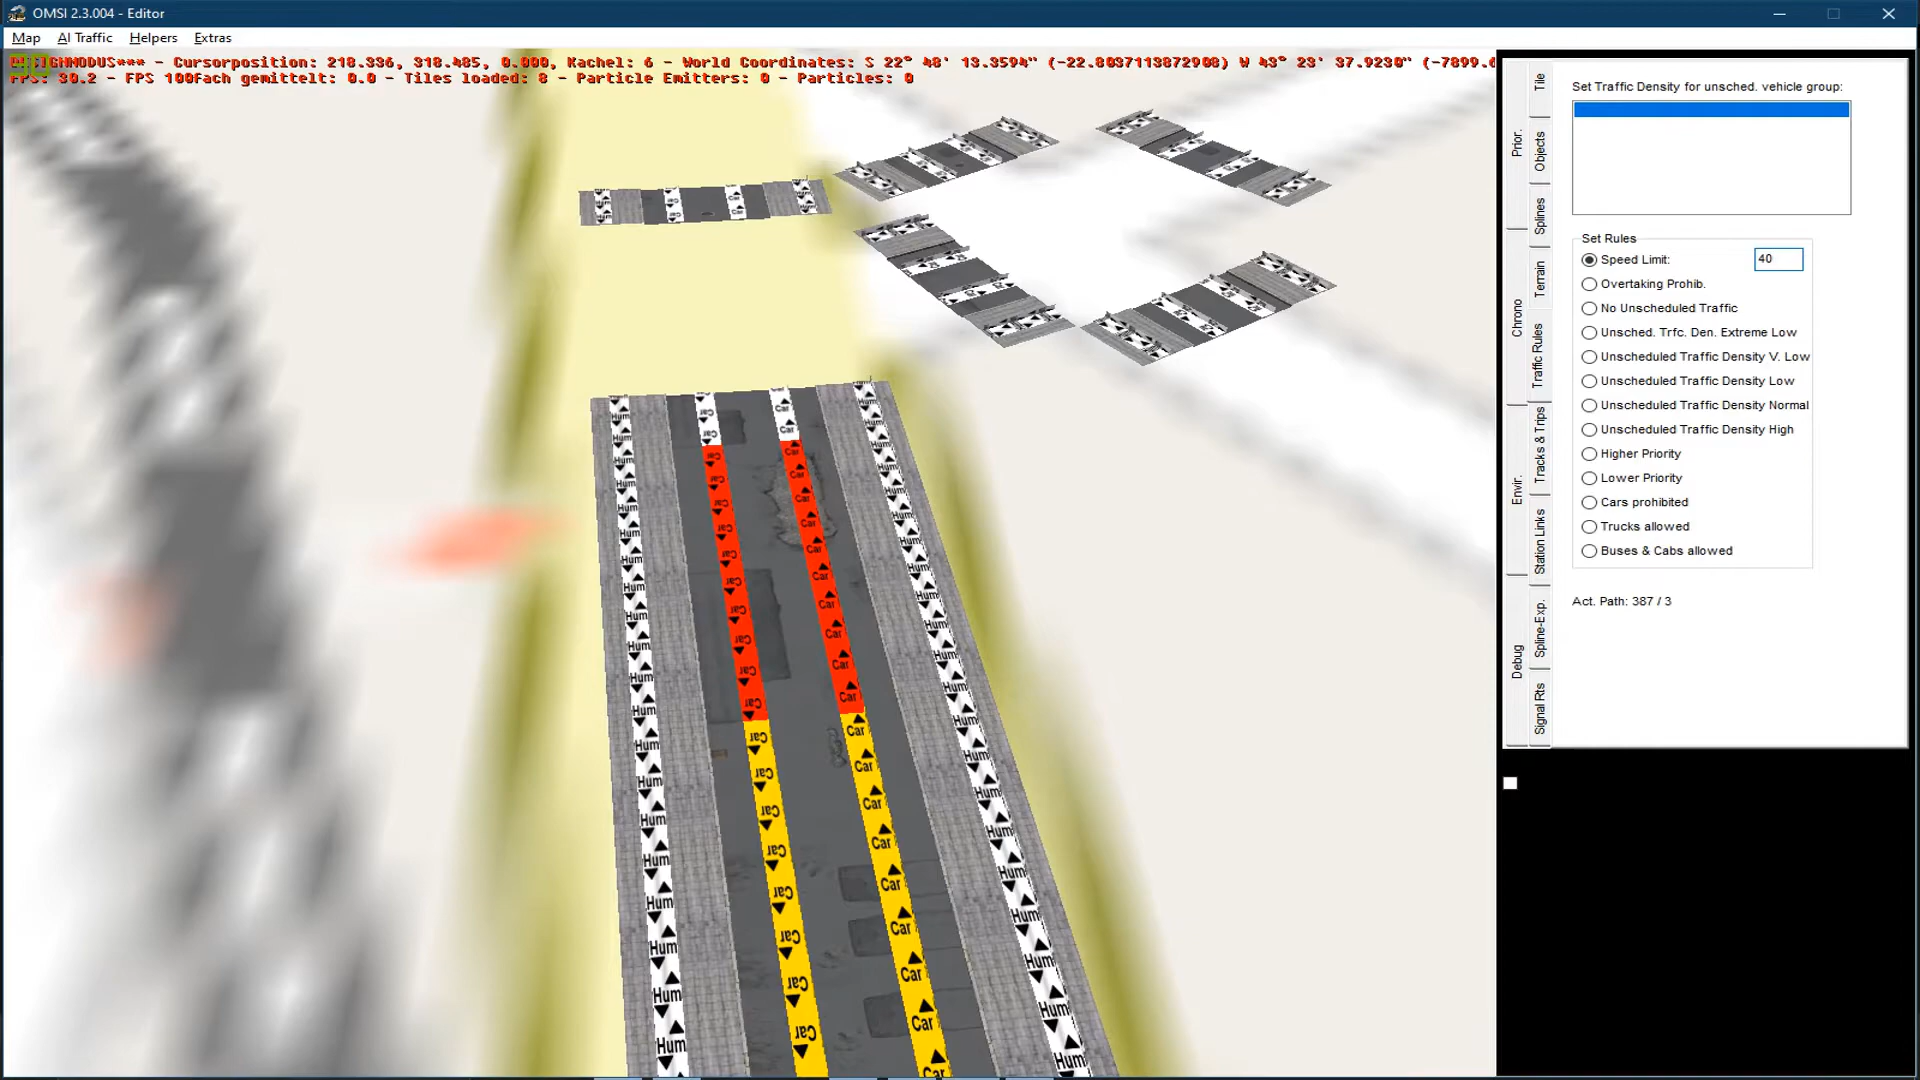 OMSI 2.3.004 - Editor
Map AI Traffic Helpers Extras
- Cursorposition: 218.336, 318.485, 0.000, Kachel: 6 - World Coordinates: S 22° 48' 13.3594" (-22.8037113872908) W 43° 23' 37.9230" (-7899.6
FPS: 30.2 - FPS 100fach gemittelt: 0.0 - Tiles loaded: 8 - Particle Emitters: 0 - Particles: 0
Prior.
Chrono
Envir.
Debug
Tile
Objects
Splines
Terrain
Traffic Rules
Tracks & Trips
Station Links
Spline-Exp.
Signal Rts
Set Traffic Density for unsched. vehicle group:
Set Rules
Speed Limit: 40
Overtaking Prohib.
No Unscheduled Traffic
Unsched. Trfc. Den. Extreme Low
Unscheduled Traffic Density V. Low
Unscheduled Traffic Density Low
Unscheduled Traffic Density Normal
Unscheduled Traffic Density High
Higher Priority
Lower Priority
Cars prohibited
Trucks allowed
Buses & Cabs allowed
Act. Path: 387 / 3
Hum
Car
Car
Hum